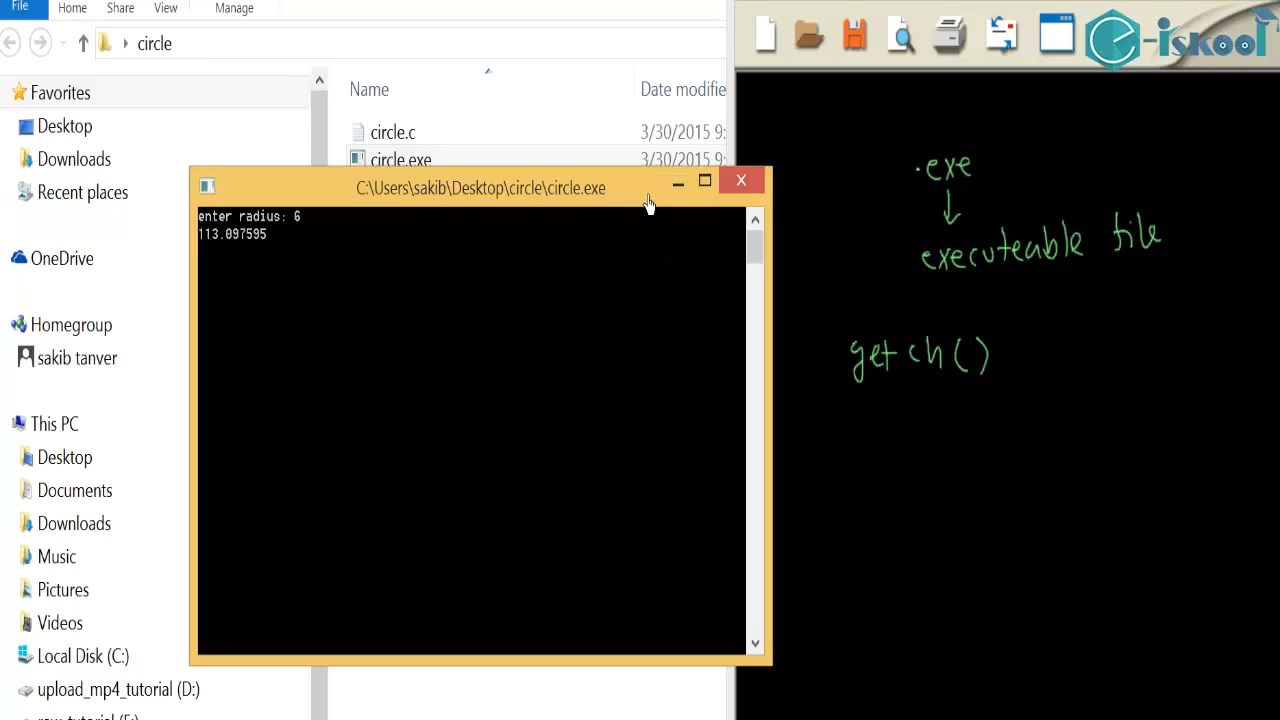 File
Home Share View Manage
circle
e-iskool
Favorites
Desktop
Downloads
Recent places
OneDrive
Homegroup
sakib tanver
This PC
Desktop
Documents
Downloads
Music
Pictures
Videos
Local Disk (C:)
upload_mp4_tutorial (D:)
Name Date modifie
circle.c 3/30/2015 9:
circle.exe 3/30/2015 9:
C:\Users\sakib\Desktop\circle\circle.exe
enter radius: 6
113.097595
.exe
executeable file
getch()